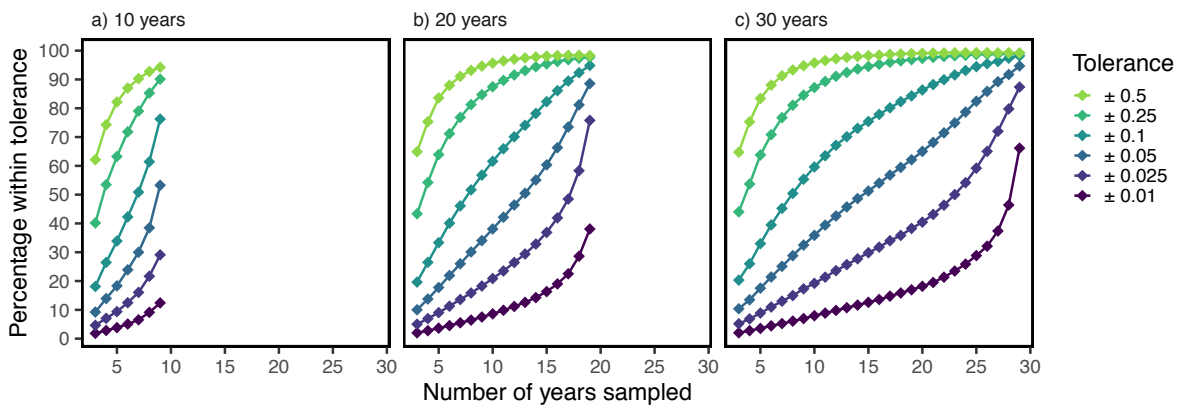 a) 10 years
b) 20 years
c) 30 years
Percentage within tolerance
100
90
80
70
60
50
40
30
20
10
0
5 10 15 20 25 30
5 10 15 20 25 30
5 10 15 20 25 30
Number of years sampled
Tolerance
± 0.5
± 0.25
± 0.1
± 0.05
± 0.025
± 0.01